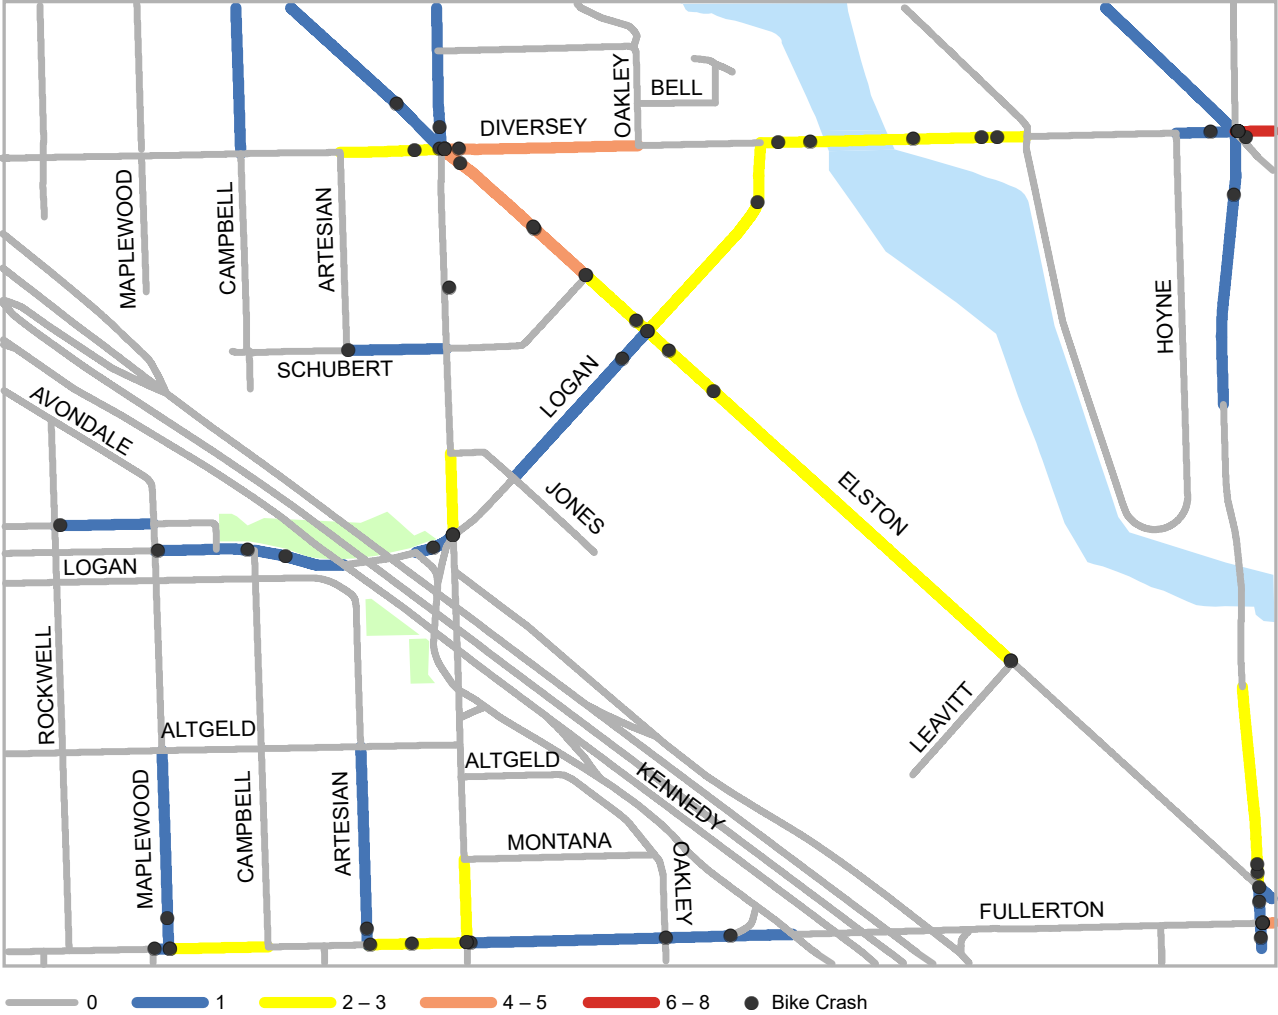 OAKLEY
BELL
DIVERSEY
MAPLEWOOD
CAMPBELL
ARTESIAN
HOYNE
SCHUBERT
LOGAN
AVONDALE
JONES
ELSTON
LOGAN
ROCKWELL
LEAVITT
ALTGELD
ALTGELD
KENNEDY
MAPLEWOOD
CAMPBELL
ARTESIAN
MONTANA
OAKLEY
FULLERTON
0
1
2 – 3
4 – 5
6 – 8
Bike Crash